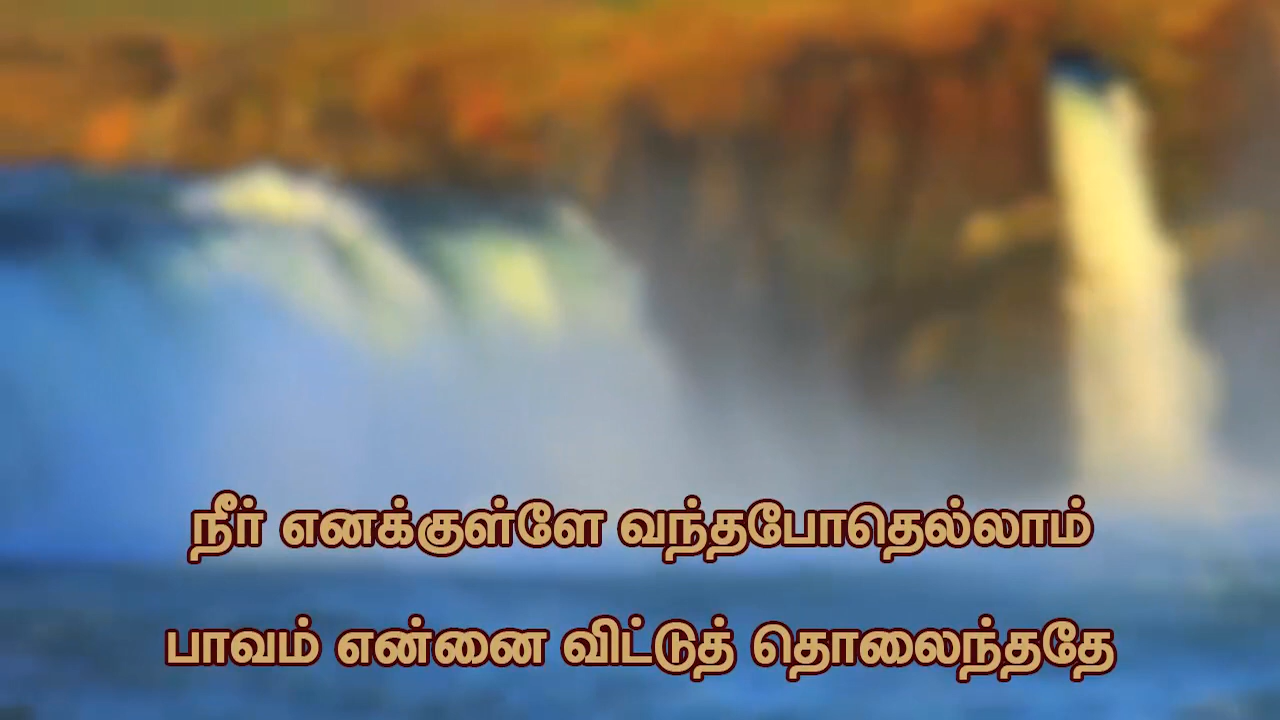 நீர் எனக்குள்ளே வந்தபோதெல்லாம்
பாவம் என்னை விட்டுத் தொலைந்ததே